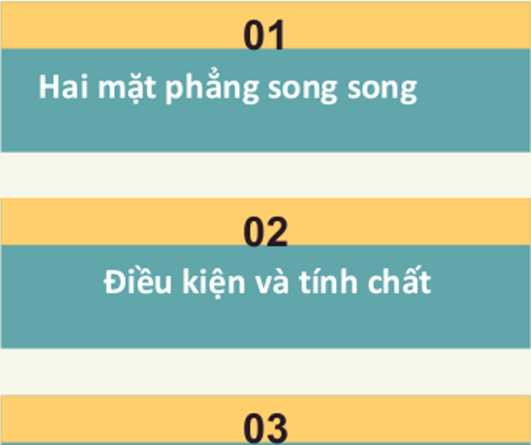 01
Hai mặt phẳng song song
02
Điều kiện và tính chất
03